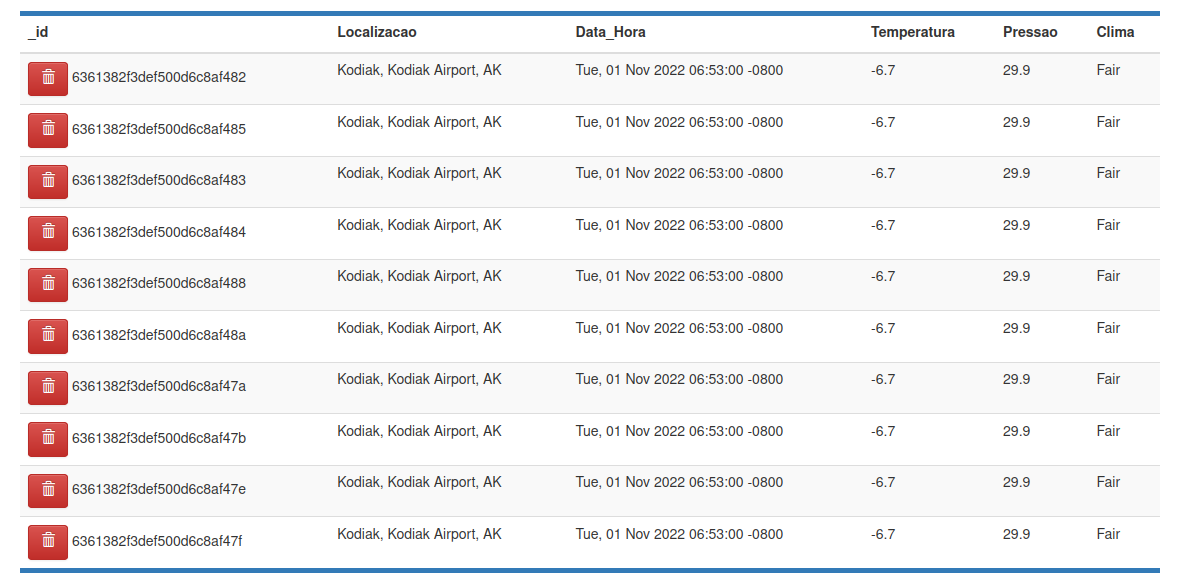 _id Localizacao Data_Hora Temperatura Pressao Clima
6361382f3def500d6c8af482 Kodiak, Kodiak Airport, AK Tue, 01 Nov 2022 06:53:00 -0800 -6.7 29.9 Fair
6361382f3def500d6c8af485 Kodiak, Kodiak Airport, AK Tue, 01 Nov 2022 06:53:00 -0800 -6.7 29.9 Fair
6361382f3def500d6c8af483 Kodiak, Kodiak Airport, AK Tue, 01 Nov 2022 06:53:00 -0800 -6.7 29.9 Fair
6361382f3def500d6c8af484 Kodiak, Kodiak Airport, AK Tue, 01 Nov 2022 06:53:00 -0800 -6.7 29.9 Fair
6361382f3def500d6c8af488 Kodiak, Kodiak Airport, AK Tue, 01 Nov 2022 06:53:00 -0800 -6.7 29.9 Fair
6361382f3def500d6c8af48a Kodiak, Kodiak Airport, AK Tue, 01 Nov 2022 06:53:00 -0800 -6.7 29.9 Fair
6361382f3def500d6c8af47a Kodiak, Kodiak Airport, AK Tue, 01 Nov 2022 06:53:00 -0800 -6.7 29.9 Fair
6361382f3def500d6c8af47b Kodiak, Kodiak Airport, AK Tue, 01 Nov 2022 06:53:00 -0800 -6.7 29.9 Fair
6361382f3def500d6c8af47e Kodiak, Kodiak Airport, AK Tue, 01 Nov 2022 06:53:00 -0800 -6.7 29.9 Fair
6361382f3def500d6c8af47f Kodiak, Kodiak Airport, AK Tue, 01 Nov 2022 06:53:00 -0800 -6.7 29.9 Fair